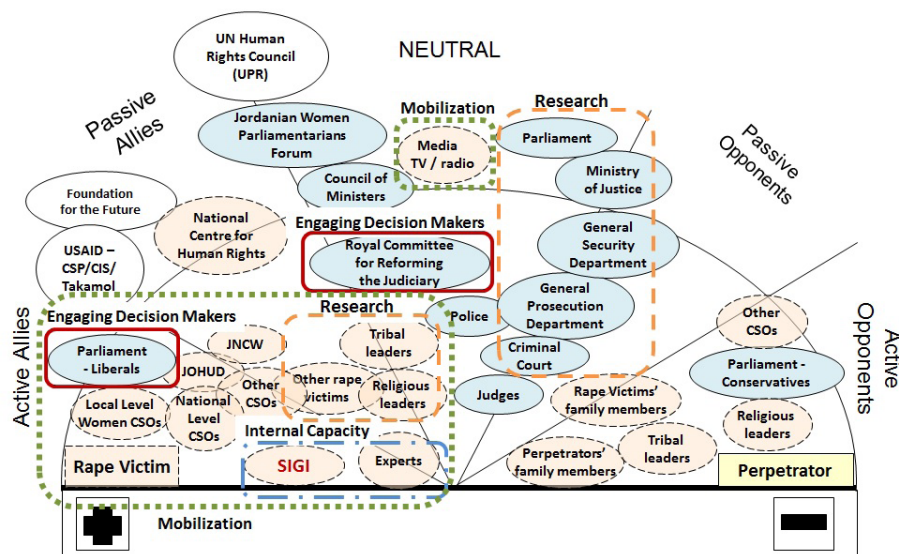 UN Human
Rights Council
(UPR)
NEUTRAL
Passive
Allies
Jordanian Women
Parliamentarians
Forum
Mobilization
Media
TV / radio
Research
Parliament
Ministry
of Justice
Passive
Opponents
Council of
Ministers
Foundation
for the Future
National
Centre for
Human Rights
USAID –
CSP/CIS/
Takamol
Engaging Decision Makers
Royal Committee
for Reforming
the Judiciary
General
Security
Department
General
Prosecution
Department
Active Allies
Engaging Decision Makers
Parliament
- Liberals
JNCW
JOHUD
Research
Tribal
leaders
Police
Criminal
Court
Other
CSOs
Active
Opponents
Parliament -
Conservatives
Local Level
Women CSOs
National
Level
CSOs
Other
CSOs
Other rape
victims
Religious
leaders
Judges
Rape Victims'
family members
Religious
leaders
Internal Capacity
Rape Victim
SIGI
Experts
Perpetrators'
family members
Tribal
leaders
Perpetrator
Mobilization